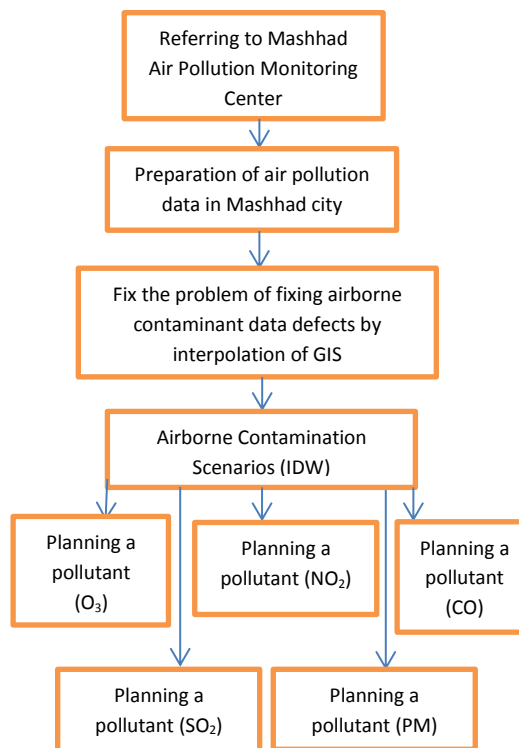 Referring to Mashhad
Air Pollution Monitoring
Center
Preparation of air pollution
data in Mashhad city
Fix the problem of fixing airborne
contaminant data defects by
interpolation of GIS
Airborne Contamination
Scenarios (IDW)
Planning a
pollutant
(O₃)
Planning a
pollutant (NO₂)
Planning a
pollutant
(CO)
Planning a
pollutant (SO₂)
Planning a
pollutant (PM)